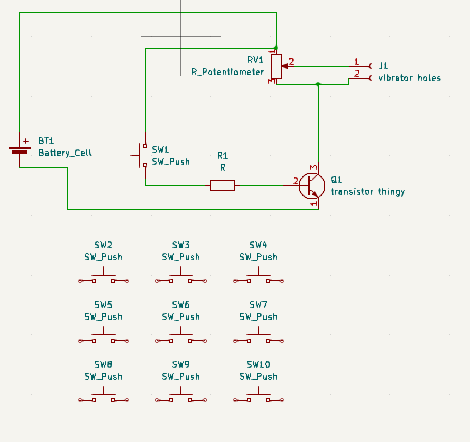 RV1
R_Potentiometer
1
2
3
J1
1
2
vibrator holes
BT1
+
Battery_Cell
SW1
SW_Push
R1
R
Q1
transistor thingy
3
2
1
SW2 SW3 SW4
SW_Push SW_Push SW_Push
SW5 SW6 SW7
SW_Push SW_Push SW_Push
SW8 SW9 SW10
SW_Push SW_Push SW_Push